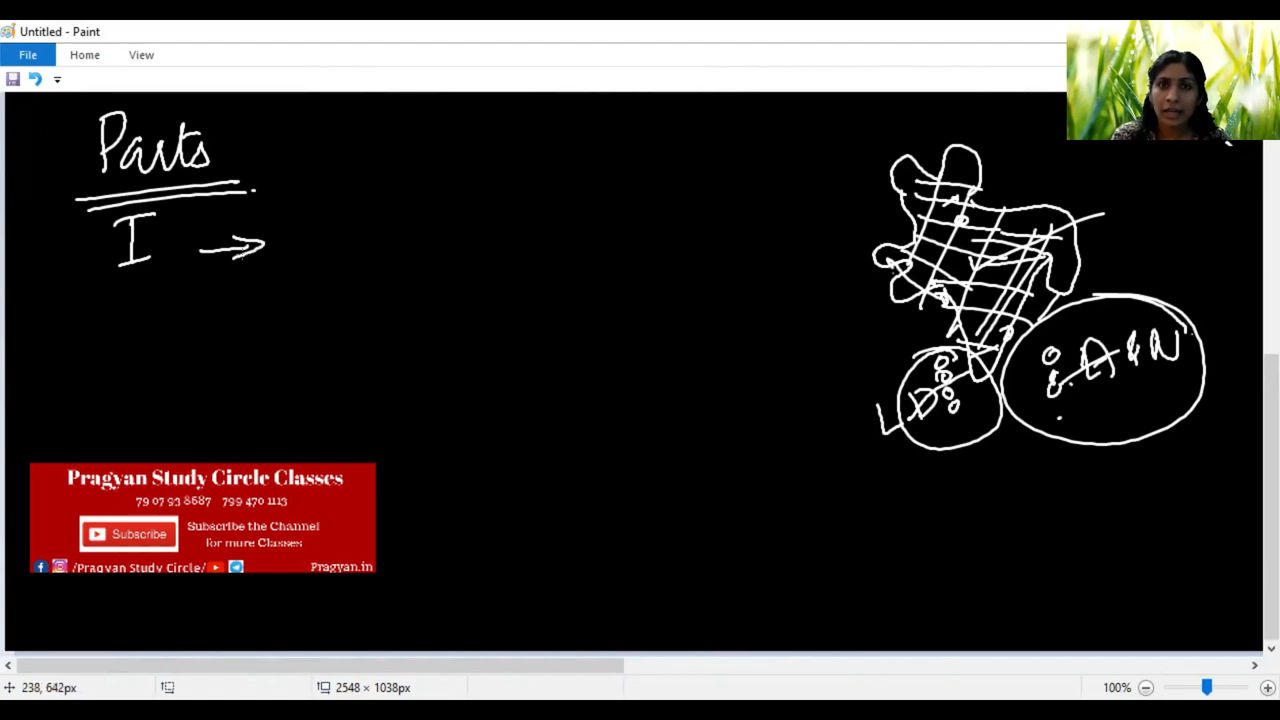 Untitled - Paint
File Home View
Parts
I →
LD
A & N
Pragyan Study Circle Classes
79 07 93 8687 799 470 1113
Subscribe
Subscribe the Channel
for more Classes
/Pragyan Study Circle/
Pragyan.in
238, 642px
2548 × 1038px
100%